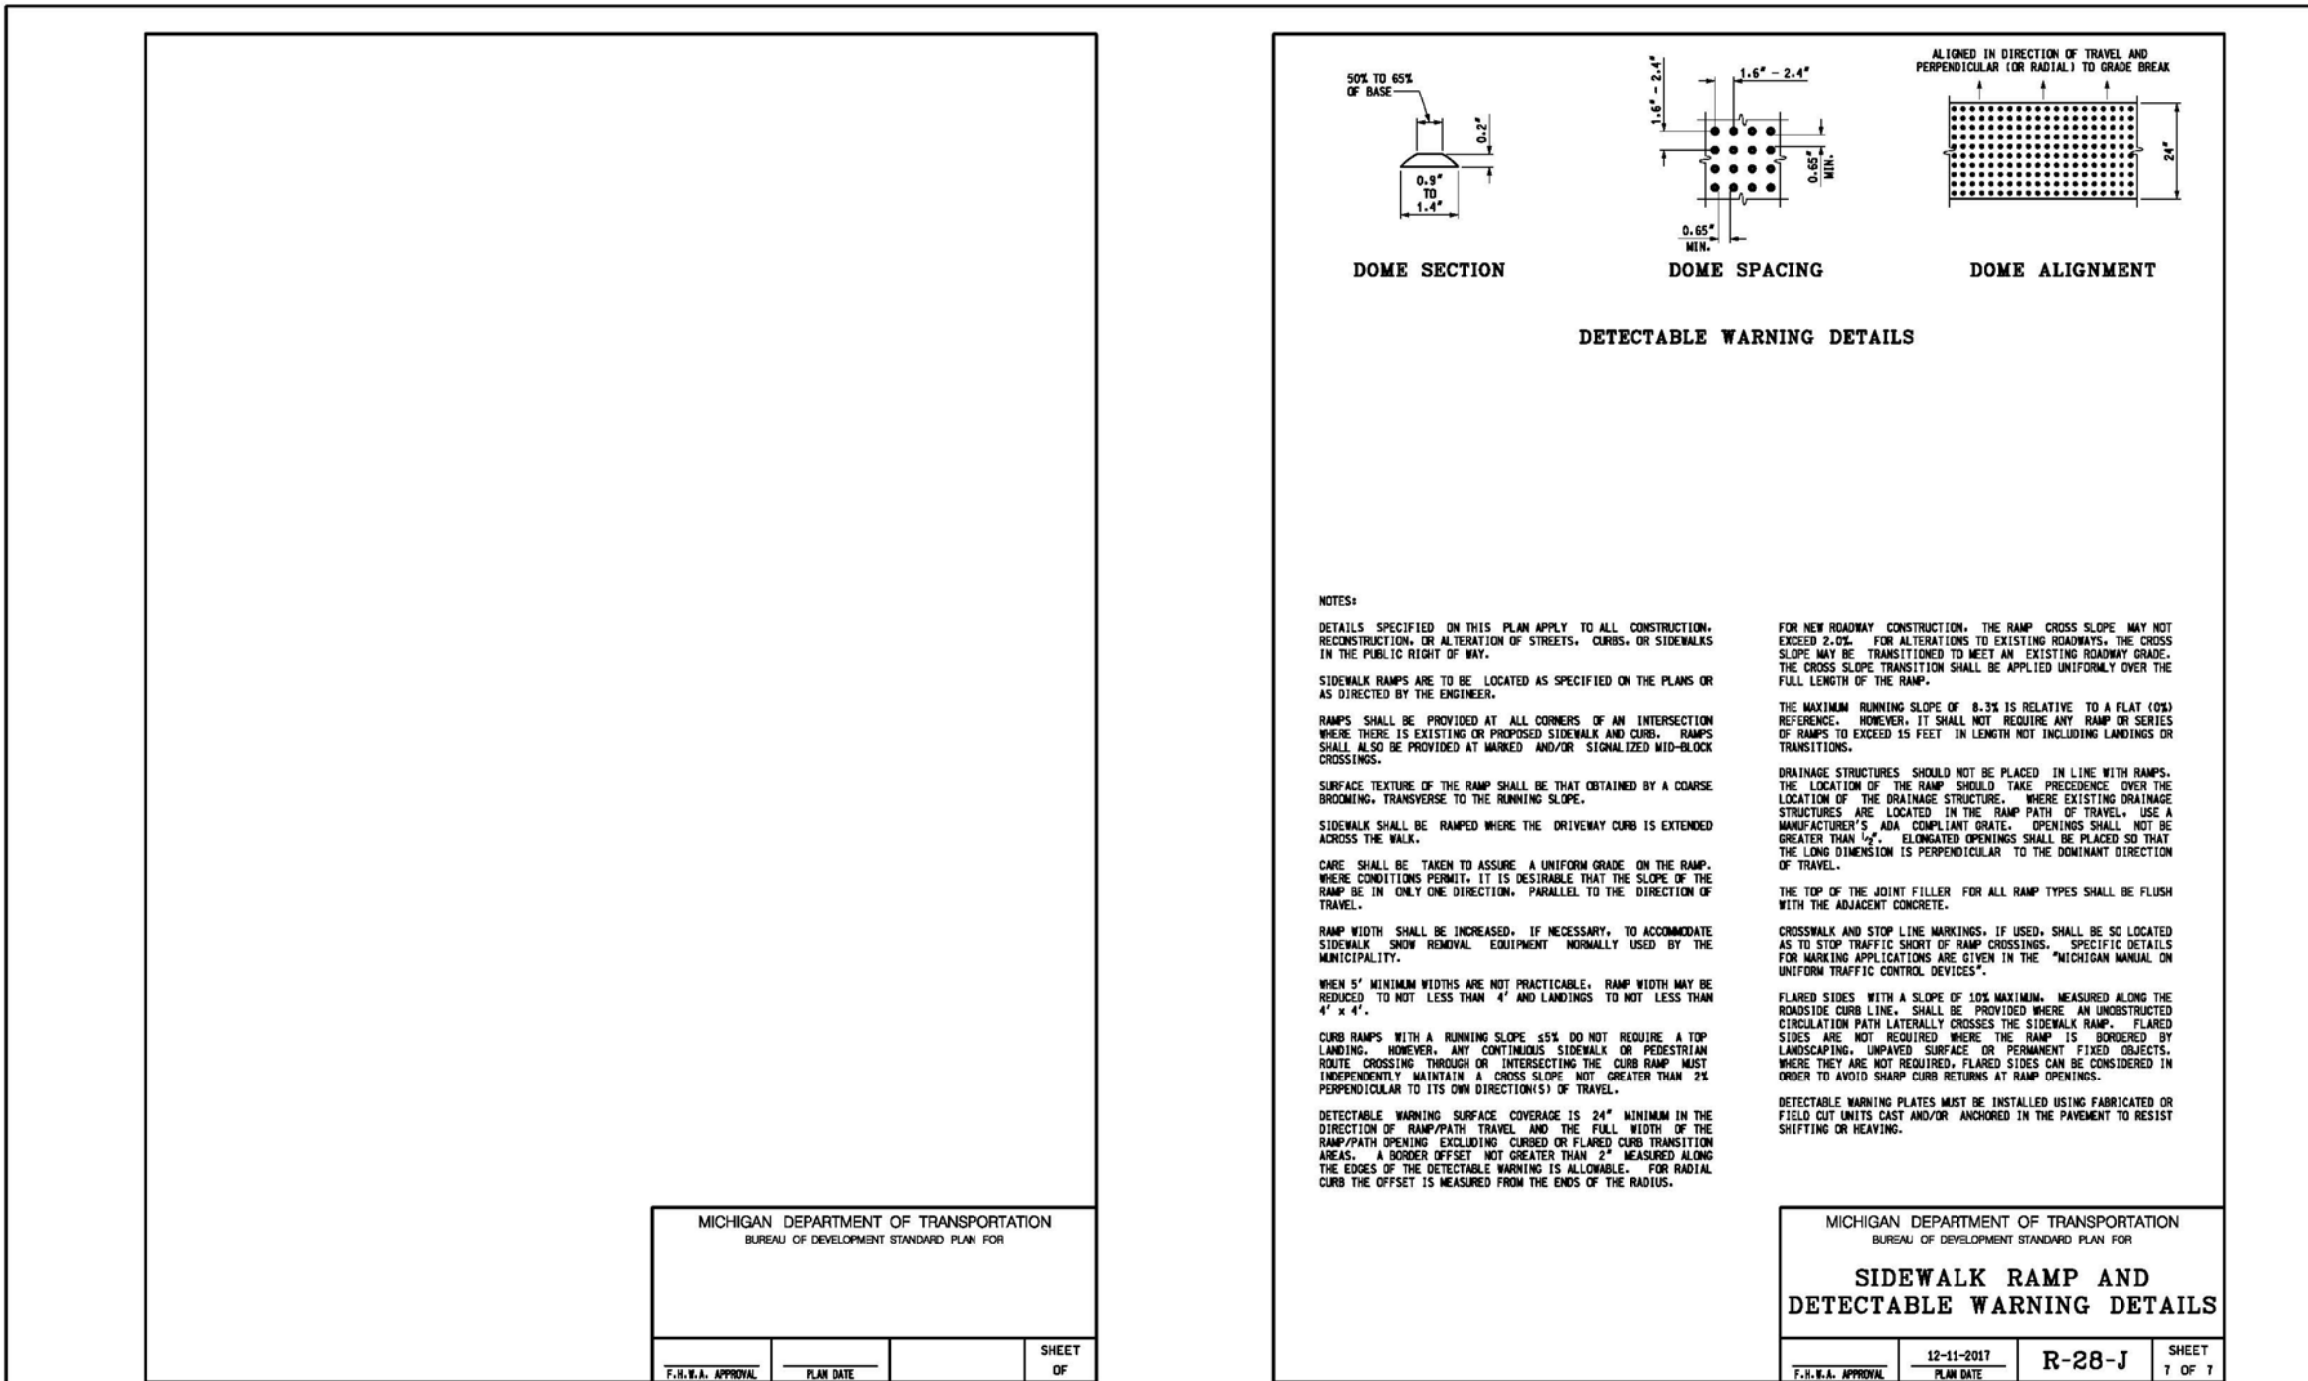 MICHIGAN DEPARTMENT OF TRANSPORTATION
BUREAU OF DEVELOPMENT STANDARD PLAN FOR
F.H.W.A. APPROVAL
PLAN DATE
SHEET
OF
50% TO 65%
OF BASE
0.2"
0.9"
TO
1.4"
DOME SECTION
1.6" - 2.4"
1.6" - 2.4"
0.65"
MIN.
0.65"
MIN.
DOME SPACING
ALIGNED IN DIRECTION OF TRAVEL AND
PERPENDICULAR (OR RADIAL) TO GRADE BREAK
24"
DOME ALIGNMENT
DETECTABLE WARNING DETAILS
NOTES:
DETAILS SPECIFIED ON THIS PLAN APPLY TO ALL CONSTRUCTION,
RECONSTRUCTION, OR ALTERATION OF STREETS, CURBS, OR SIDEWALKS
IN THE PUBLIC RIGHT OF WAY.
SIDEWALK RAMPS ARE TO BE LOCATED AS SPECIFIED ON THE PLANS OR
AS DIRECTED BY THE ENGINEER.
RAMPS SHALL BE PROVIDED AT ALL CORNERS OF AN INTERSECTION
WHERE THERE IS EXISTING OR PROPOSED SIDEWALK AND CURB. RAMPS
SHALL ALSO BE PROVIDED AT MARKED AND/OR SIGNALIZED MID-BLOCK
CROSSINGS.
SURFACE TEXTURE OF THE RAMP SHALL BE THAT OBTAINED BY A COARSE
BROOMING, TRANSVERSE TO THE RUNNING SLOPE.
SIDEWALK SHALL BE RAMPED WHERE THE DRIVEWAY CURB IS EXTENDED
ACROSS THE WALK.
CARE SHALL BE TAKEN TO ASSURE A UNIFORM GRADE ON THE RAMP.
WHERE CONDITIONS PERMIT, IT IS DESIRABLE THAT THE SLOPE OF THE
RAMP BE IN ONLY ONE DIRECTION, PARALLEL TO THE DIRECTION OF
TRAVEL.
RAMP WIDTH SHALL BE INCREASED, IF NECESSARY, TO ACCOMMODATE
SIDEWALK SNOW REMOVAL EQUIPMENT NORMALLY USED BY THE
MUNICIPALITY.
WHEN 5' MINIMUM WIDTHS ARE NOT PRACTICABLE, RAMP WIDTH MAY BE
REDUCED TO NOT LESS THAN 4' AND LANDINGS TO NOT LESS THAN
4' x 4'.
CURB RAMPS WITH A RUNNING SLOPE ≤5% DO NOT REQUIRE A TOP
LANDING. HOWEVER, ANY CONTINUOUS SIDEWALK OR PEDESTRIAN
ROUTE CROSSING THROUGH OR INTERSECTING THE CURB RAMP MUST
INDEPENDENTLY MAINTAIN A CROSS SLOPE NOT GREATER THAN 2%
PERPENDICULAR TO ITS OWN DIRECTION(S) OF TRAVEL.
DETECTABLE WARNING SURFACE COVERAGE IS 24" MINIMUM IN THE
DIRECTION OF RAMP/PATH TRAVEL AND THE FULL WIDTH OF THE
RAMP/PATH OPENING EXCLUDING CURBED OR FLARED CURB TRANSITION
AREAS. A BORDER OFFSET NOT GREATER THAN 2" MEASURED ALONG
THE EDGES OF THE DETECTABLE WARNING IS ALLOWABLE. FOR RADIAL
CURB THE OFFSET IS MEASURED FROM THE ENDS OF THE RADIUS.
FOR NEW ROADWAY CONSTRUCTION, THE RAMP CROSS SLOPE MAY NOT
EXCEED 2.0%. FOR ALTERATIONS TO EXISTING ROADWAYS, THE CROSS
SLOPE MAY BE TRANSITIONED TO MEET AN EXISTING ROADWAY GRADE.
THE CROSS SLOPE TRANSITION SHALL BE APPLIED UNIFORMLY OVER THE
FULL LENGTH OF THE RAMP.
THE MAXIMUM RUNNING SLOPE OF 8.3% IS RELATIVE TO A FLAT (0%)
REFERENCE. HOWEVER, IT SHALL NOT REQUIRE ANY RAMP OR SERIES
OF RAMPS TO EXCEED 15 FEET IN LENGTH NOT INCLUDING LANDINGS OR
TRANSITIONS.
DRAINAGE STRUCTURES SHOULD NOT BE PLACED IN LINE WITH RAMPS.
THE LOCATION OF THE RAMP SHOULD TAKE PRECEDENCE OVER THE
LOCATION OF THE DRAINAGE STRUCTURE. WHERE EXISTING DRAINAGE
STRUCTURES ARE LOCATED IN THE RAMP PATH OF TRAVEL, USE A
MANUFACTURER'S ADA COMPLIANT GRATE. OPENINGS SHALL NOT BE
GREATER THAN 1/2". ELONGATED OPENINGS SHALL BE PLACED SO THAT
THE LONG DIMENSION IS PERPENDICULAR TO THE DOMINANT DIRECTION
OF TRAVEL.
THE TOP OF THE JOINT FILLER FOR ALL RAMP TYPES SHALL BE FLUSH
WITH THE ADJACENT CONCRETE.
CROSSWALK AND STOP LINE MARKINGS, IF USED, SHALL BE SO LOCATED
AS TO STOP TRAFFIC SHORT OF RAMP CROSSINGS. SPECIFIC DETAILS
FOR MARKING APPLICATIONS ARE GIVEN IN THE "MICHIGAN MANUAL ON
UNIFORM TRAFFIC CONTROL DEVICES".
FLARED SIDES WITH A SLOPE OF 10% MAXIMUM, MEASURED ALONG THE
ROADSIDE CURB LINE, SHALL BE PROVIDED WHERE AN UNOBSTRUCTED
CIRCULATION PATH LATERALLY CROSSES THE SIDEWALK RAMP. FLARED
SIDES ARE NOT REQUIRED WHERE THE RAMP IS BORDERED BY
LANDSCAPING, UNPAVED SURFACE OR PERMANENT FIXED OBJECTS.
WHERE THEY ARE NOT REQUIRED, FLARED SIDES CAN BE CONSIDERED IN
ORDER TO AVOID SHARP CURB RETURNS AT RAMP OPENINGS.
DETECTABLE WARNING PLATES MUST BE INSTALLED USING FABRICATED OR
FIELD CUT UNITS CAST AND/OR ANCHORED IN THE PAVEMENT TO RESIST
SHIFTING OR HEAVING.
MICHIGAN DEPARTMENT OF TRANSPORTATION
BUREAU OF DEVELOPMENT STANDARD PLAN FOR
SIDEWALK RAMP AND
DETECTABLE WARNING DETAILS
F.H.W.A. APPROVAL
12-11-2017
PLAN DATE
R-28-J
SHEET
7 OF 7